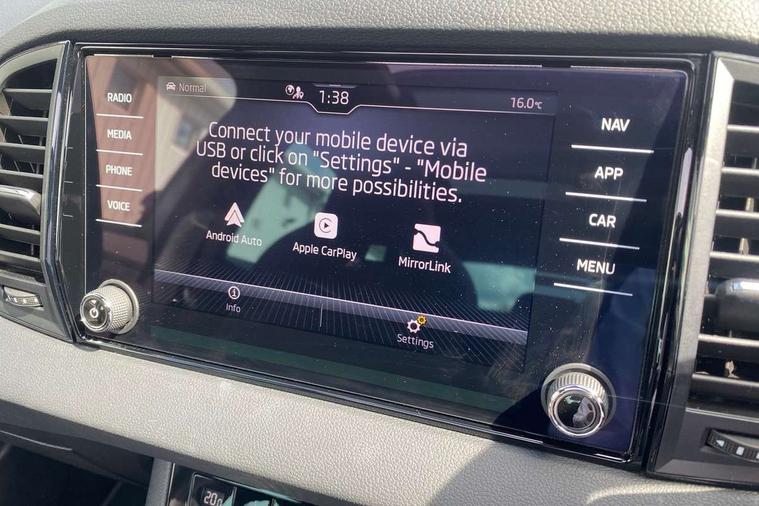 Normal
1:38
16.0°C
RADIO
MEDIA
PHONE
VOICE
Connect your mobile device via
USB or click on "Settings" - "Mobile
devices" for more possibilities.
Android Auto
Apple CarPlay
MirrorLink
Info
Settings
NAV
APP
CAR
MENU